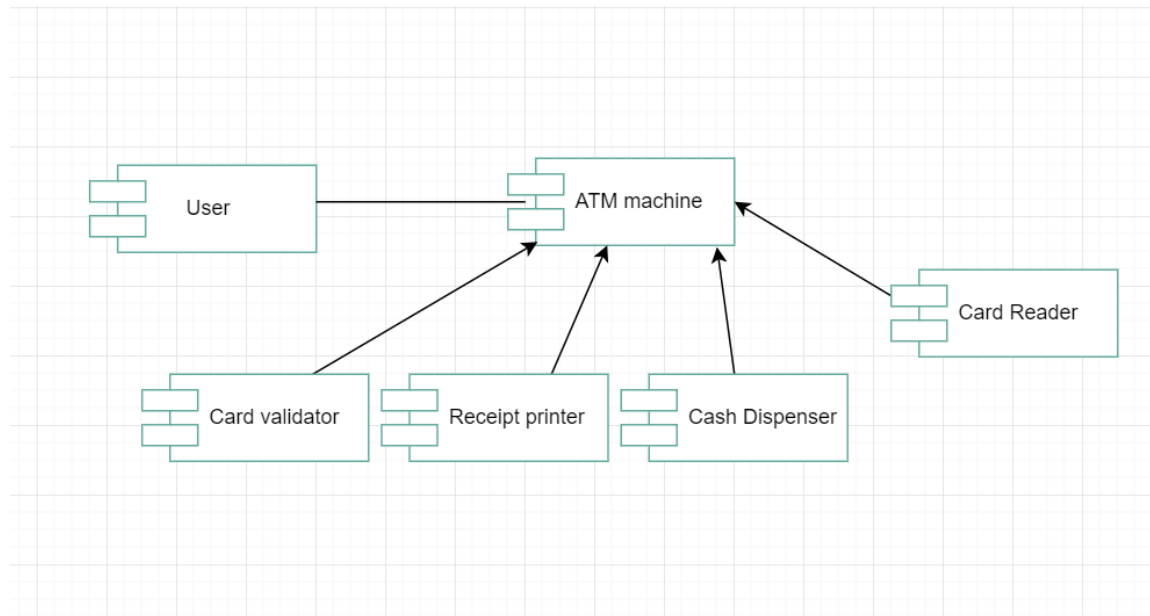 User
ATM machine
Card Reader
Card validator
Receipt printer
Cash Dispenser